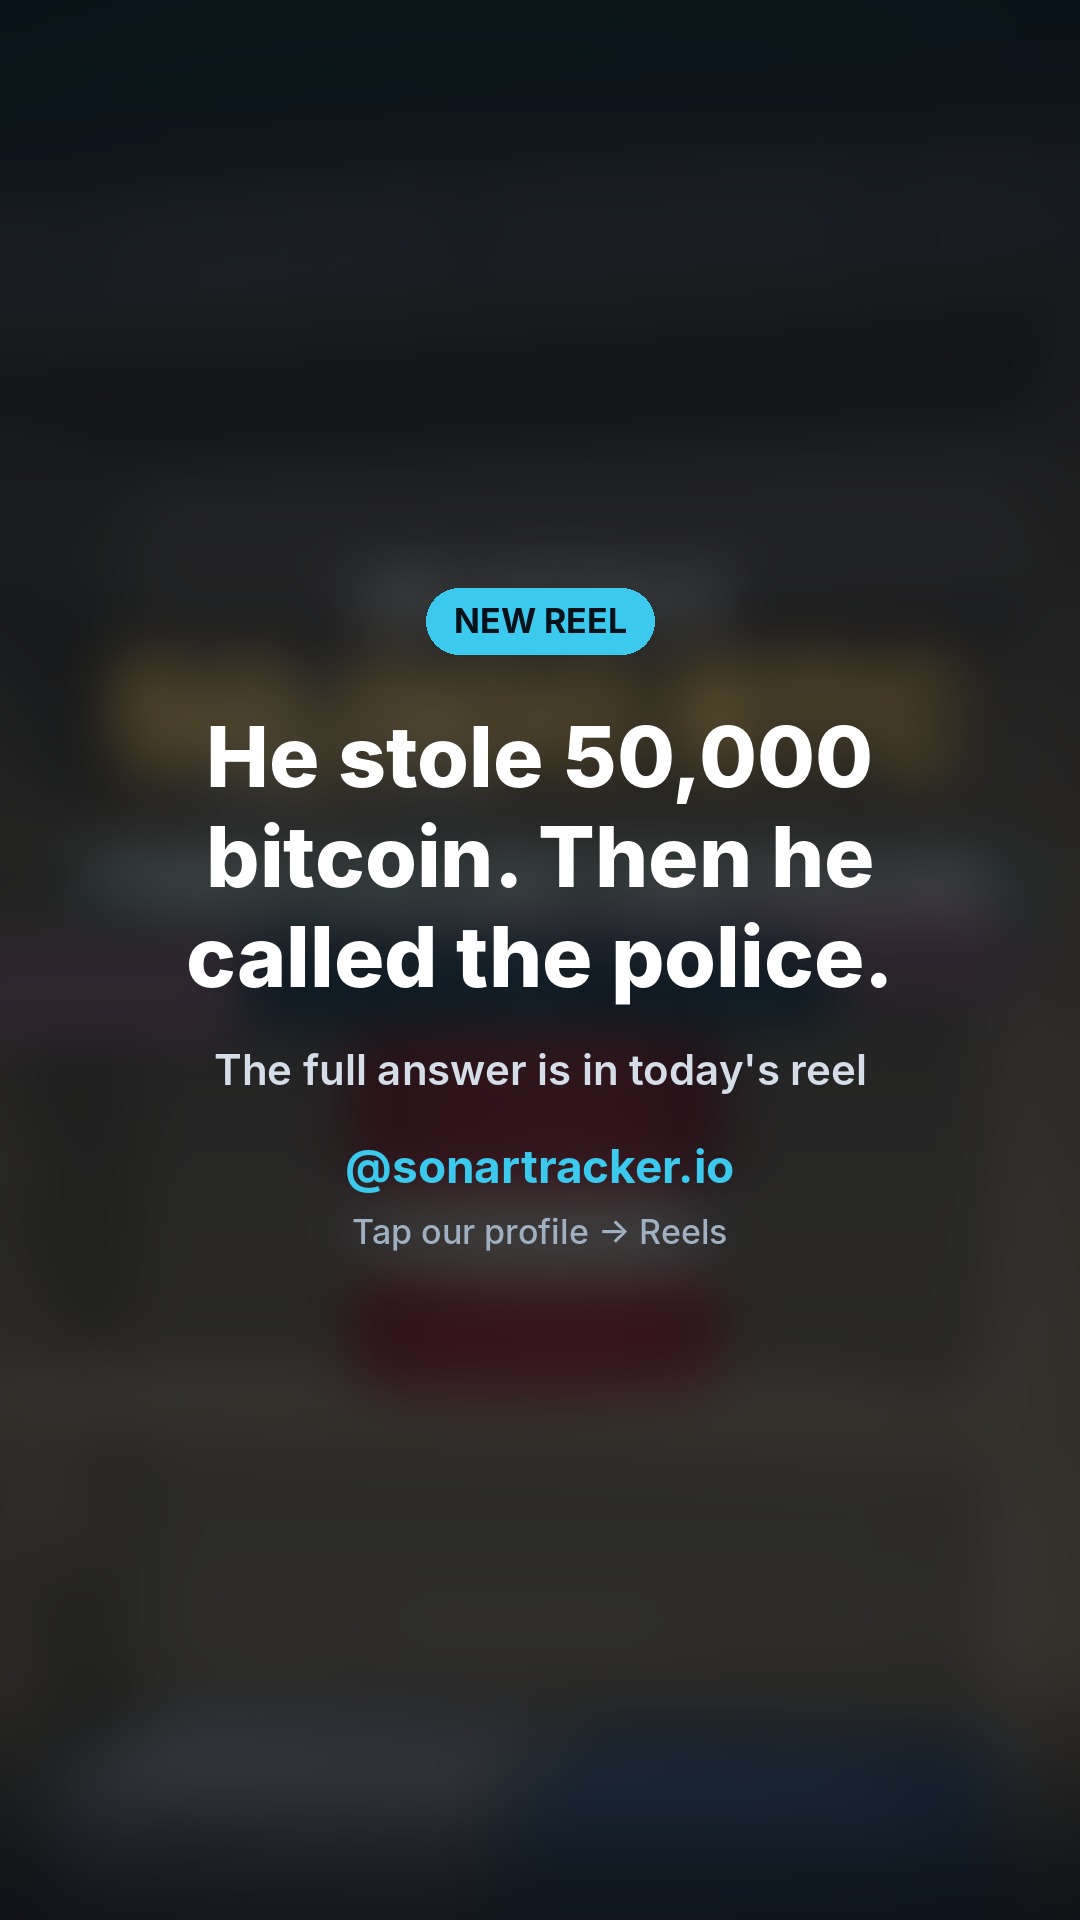 NEW REEL
He stole 50,000
bitcoin. Then he
called the police.
The full answer is in today's reel
@sonartracker.io
Tap our profile → Reels